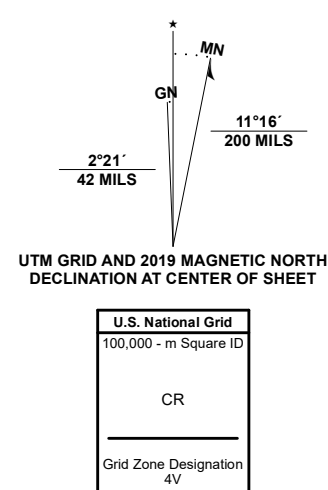 ★
MN
GN
11°16´
200 MILS
2°21´
42 MILS
UTM GRID AND 2019 MAGNETIC NORTH
DECLINATION AT CENTER OF SHEET
U.S. National Grid
100,000 - m Square ID
CR
Grid Zone Designation
4V